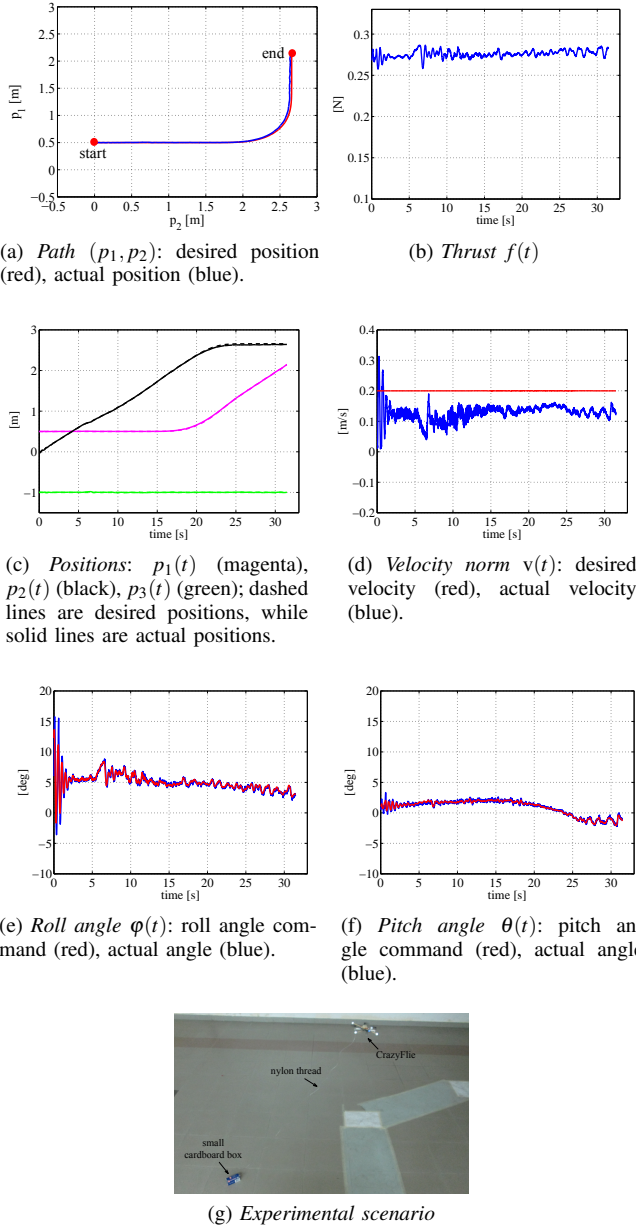 3
2.5
end
2
1.5
p1 [m]
1
0.5
start
0
−0.5
−0.5 0 0.5 1 1.5 2 2.5 3
p2 [m]
(a) Path (p1, p2): desired position
(red), actual position (blue).
0.3
0.25
[N]
0.2
0.15
0.1
0 5 10 15 20 25 30
time [s]
(b) Thrust f(t)
3
2
[m]
1
0
−1
0 5 10 15 20 25 30
time [s]
(c) Positions: p1(t) (magenta),
p2(t) (black), p3(t) (green); dashed
lines are desired positions, while
solid lines are actual positions.
0.4
0.3
0.2
[m/s]
0.1
0
−0.1
−0.2
0 5 10 15 20 25 30
time [s]
(d) Velocity norm v(t): desired
velocity (red), actual velocity
(blue).
20
15
10
[deg]
5
0
−5
−10
0 5 10 15 20 25 30
time [s]
(e) Roll angle φ(t): roll angle com-
mand (red), actual angle (blue).
20
15
10
[deg]
5
0
−5
−10
0 5 10 15 20 25 30
time [s]
(f) Pitch angle θ(t): pitch an-
gle command (red), actual angle
(blue).
CrazyFlie
nylon thread
small
cardboard box
(g) Experimental scenario